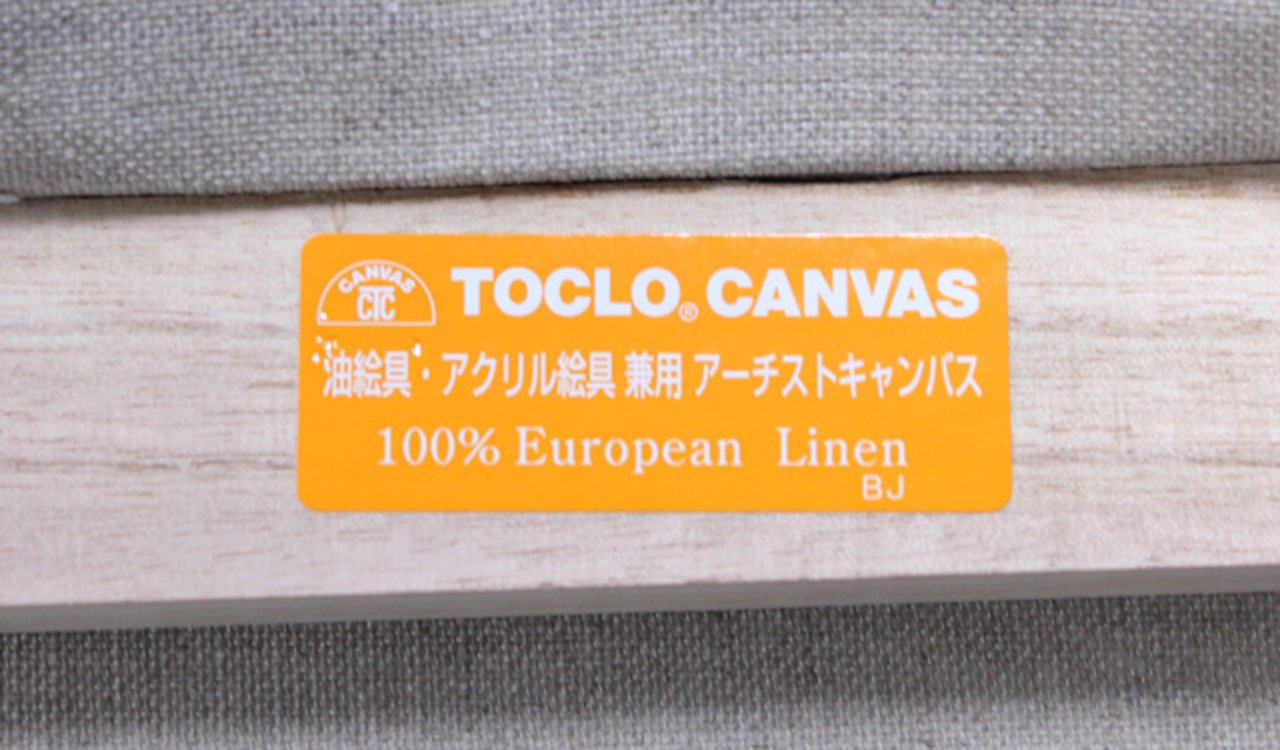 CANVAS
CTC
TOCLO® CANVAS
油絵具・アクリル絵具 兼用 アーチストキャンバス
100% European Linen
BJ